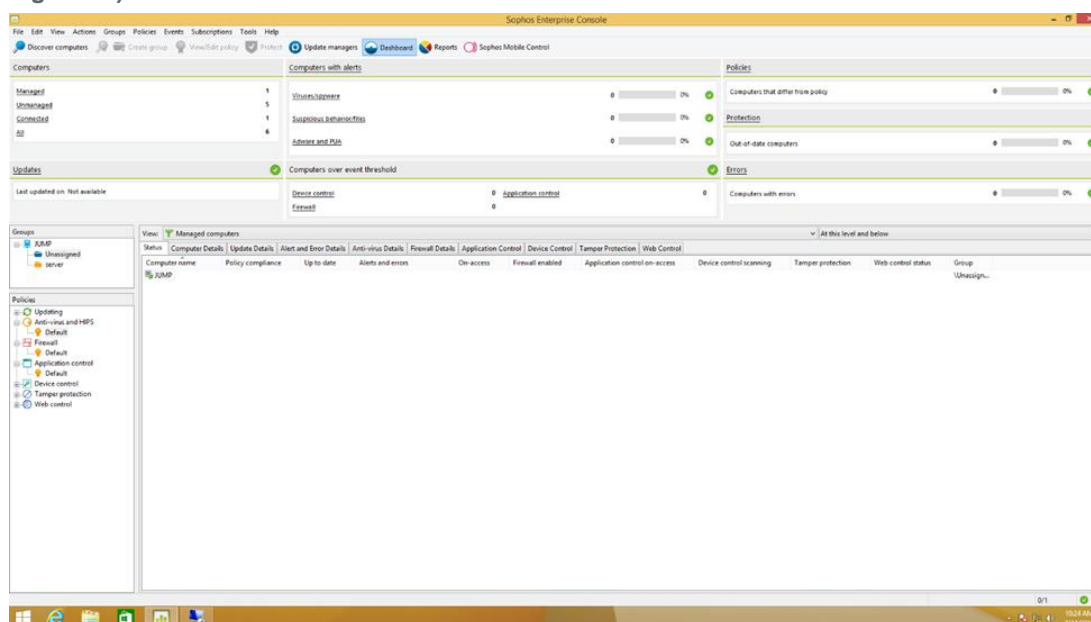 Sophos Enterprise Console
File Edit View Actions Groups Policies Events Subscriptions Tools Help
Discover computers Create group View/Edit policy Protect Update managers Dashboard Reports Sophos Mobile Control
Computers
Managed 1
Unmanaged 5
Connected 1
All 6
Computers with alerts
Viruses/spyware 0 0%
Suspicious behavior/files 0 0%
Adware and PUA 0 0%
Policies
Computers that differ from policy 0 0%
Protection
Out-of-date computers 0 0%
Updates
Last updated on Not available
Computers over event threshold
Device control 0 Application control 0
Firewall 0
Errors
Computers with errors 0 0%
Groups
JUMP
Unassigned
server
Policies
Updating
Anti-virus and HIPS
Default
Firewall
Default
Application control
Default
Device control
Tamper protection
Web control
View: Managed computers At this level and below
Status Computer Details Update Details Alert and Error Details Anti-virus Details Firewall Details Application Control Device Control Tamper Protection Web Control
Computer name Policy compliance Up to date Alerts and errors On-access Firewall enabled Application control on-access Device control scanning Tamper protection Web control status Group
JUMP \Unassign...
0/1
10:24 AM